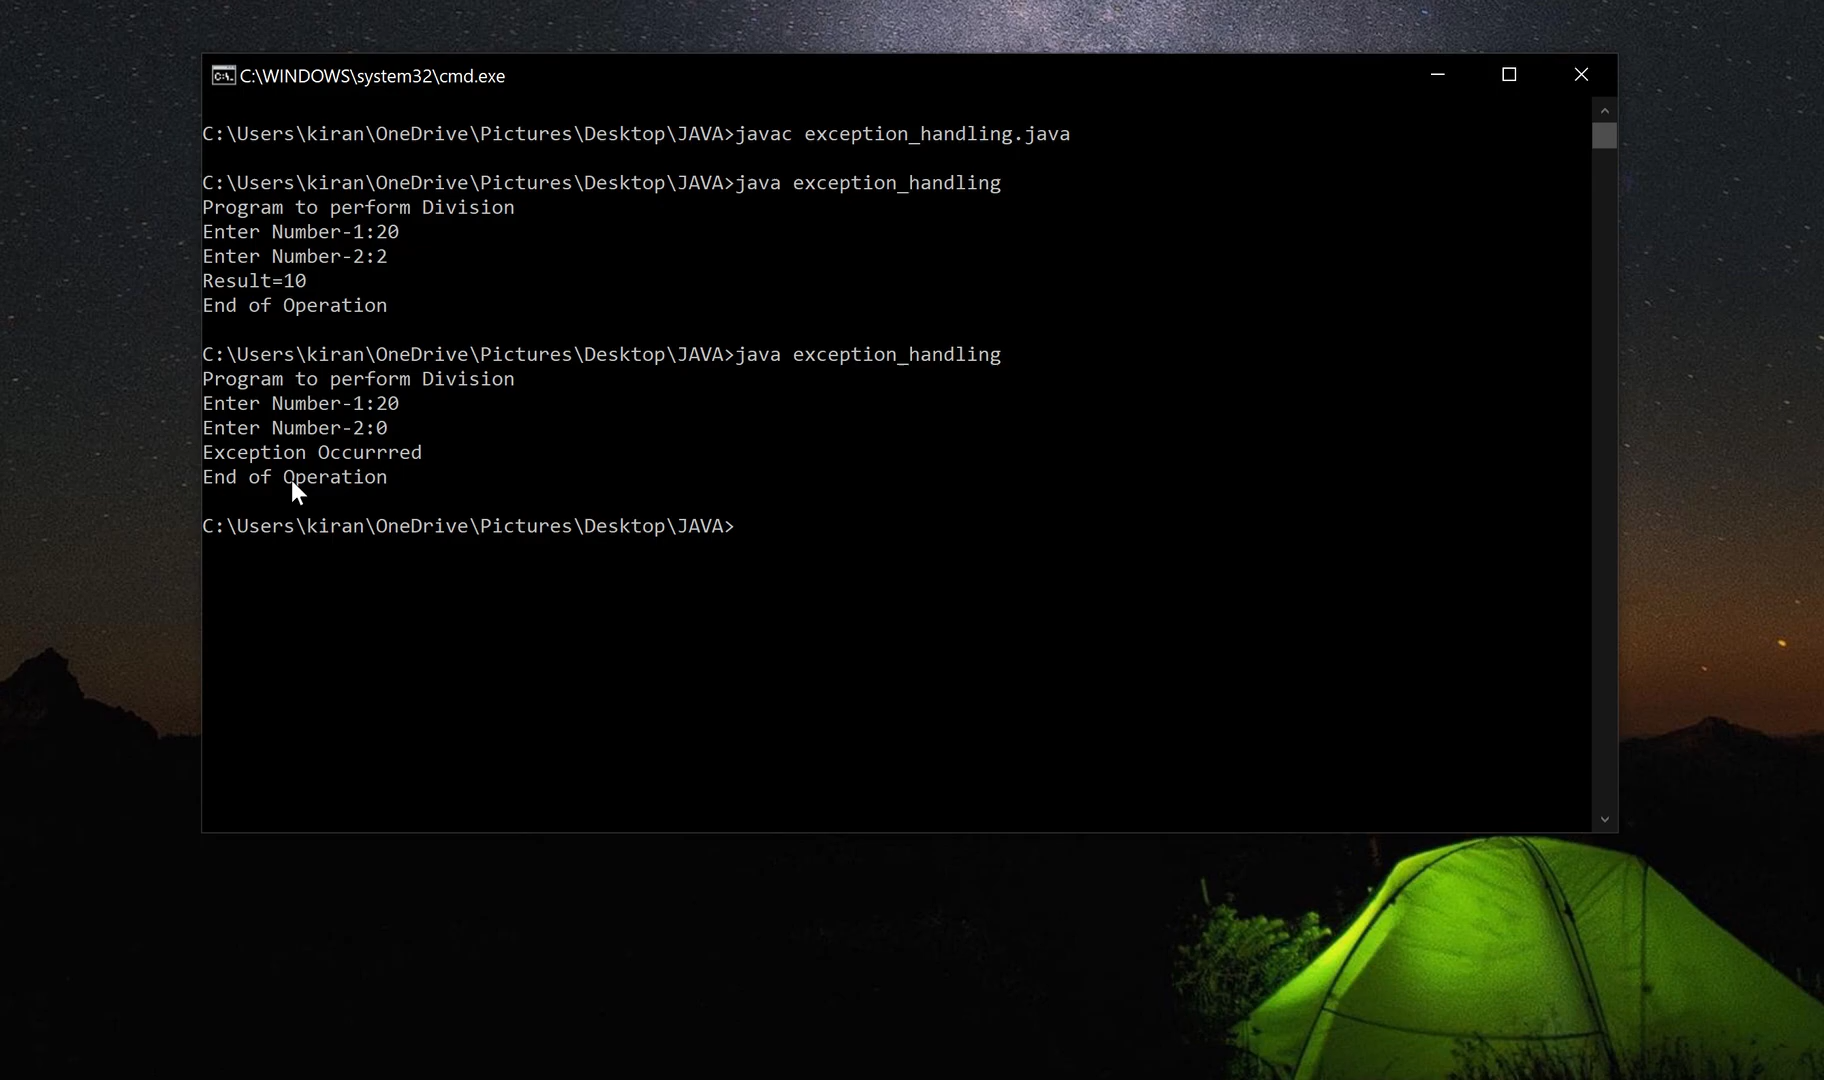 C:\WINDOWS\system32\cmd.exe
C:\Users\kiran\OneDrive\Pictures\Desktop\JAVA>javac exception_handling.java
C:\Users\kiran\OneDrive\Pictures\Desktop\JAVA>java exception_handling
Program to perform Division
Enter Number-1:20
Enter Number-2:2
Result=10
End of Operation
C:\Users\kiran\OneDrive\Pictures\Desktop\JAVA>java exception_handling
Program to perform Division
Enter Number-1:20
Enter Number-2:0
Exception Occurrred
End of Operation
C:\Users\kiran\OneDrive\Pictures\Desktop\JAVA>